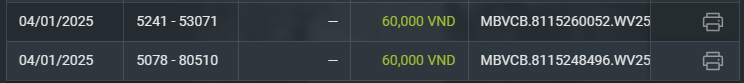 04/01/2025 5241 - 53071 — 60,000 VND MBVCB.8115260052.WV25
04/01/2025 5078 - 80510 — 60,000 VND MBVCB.8115248496.WV25